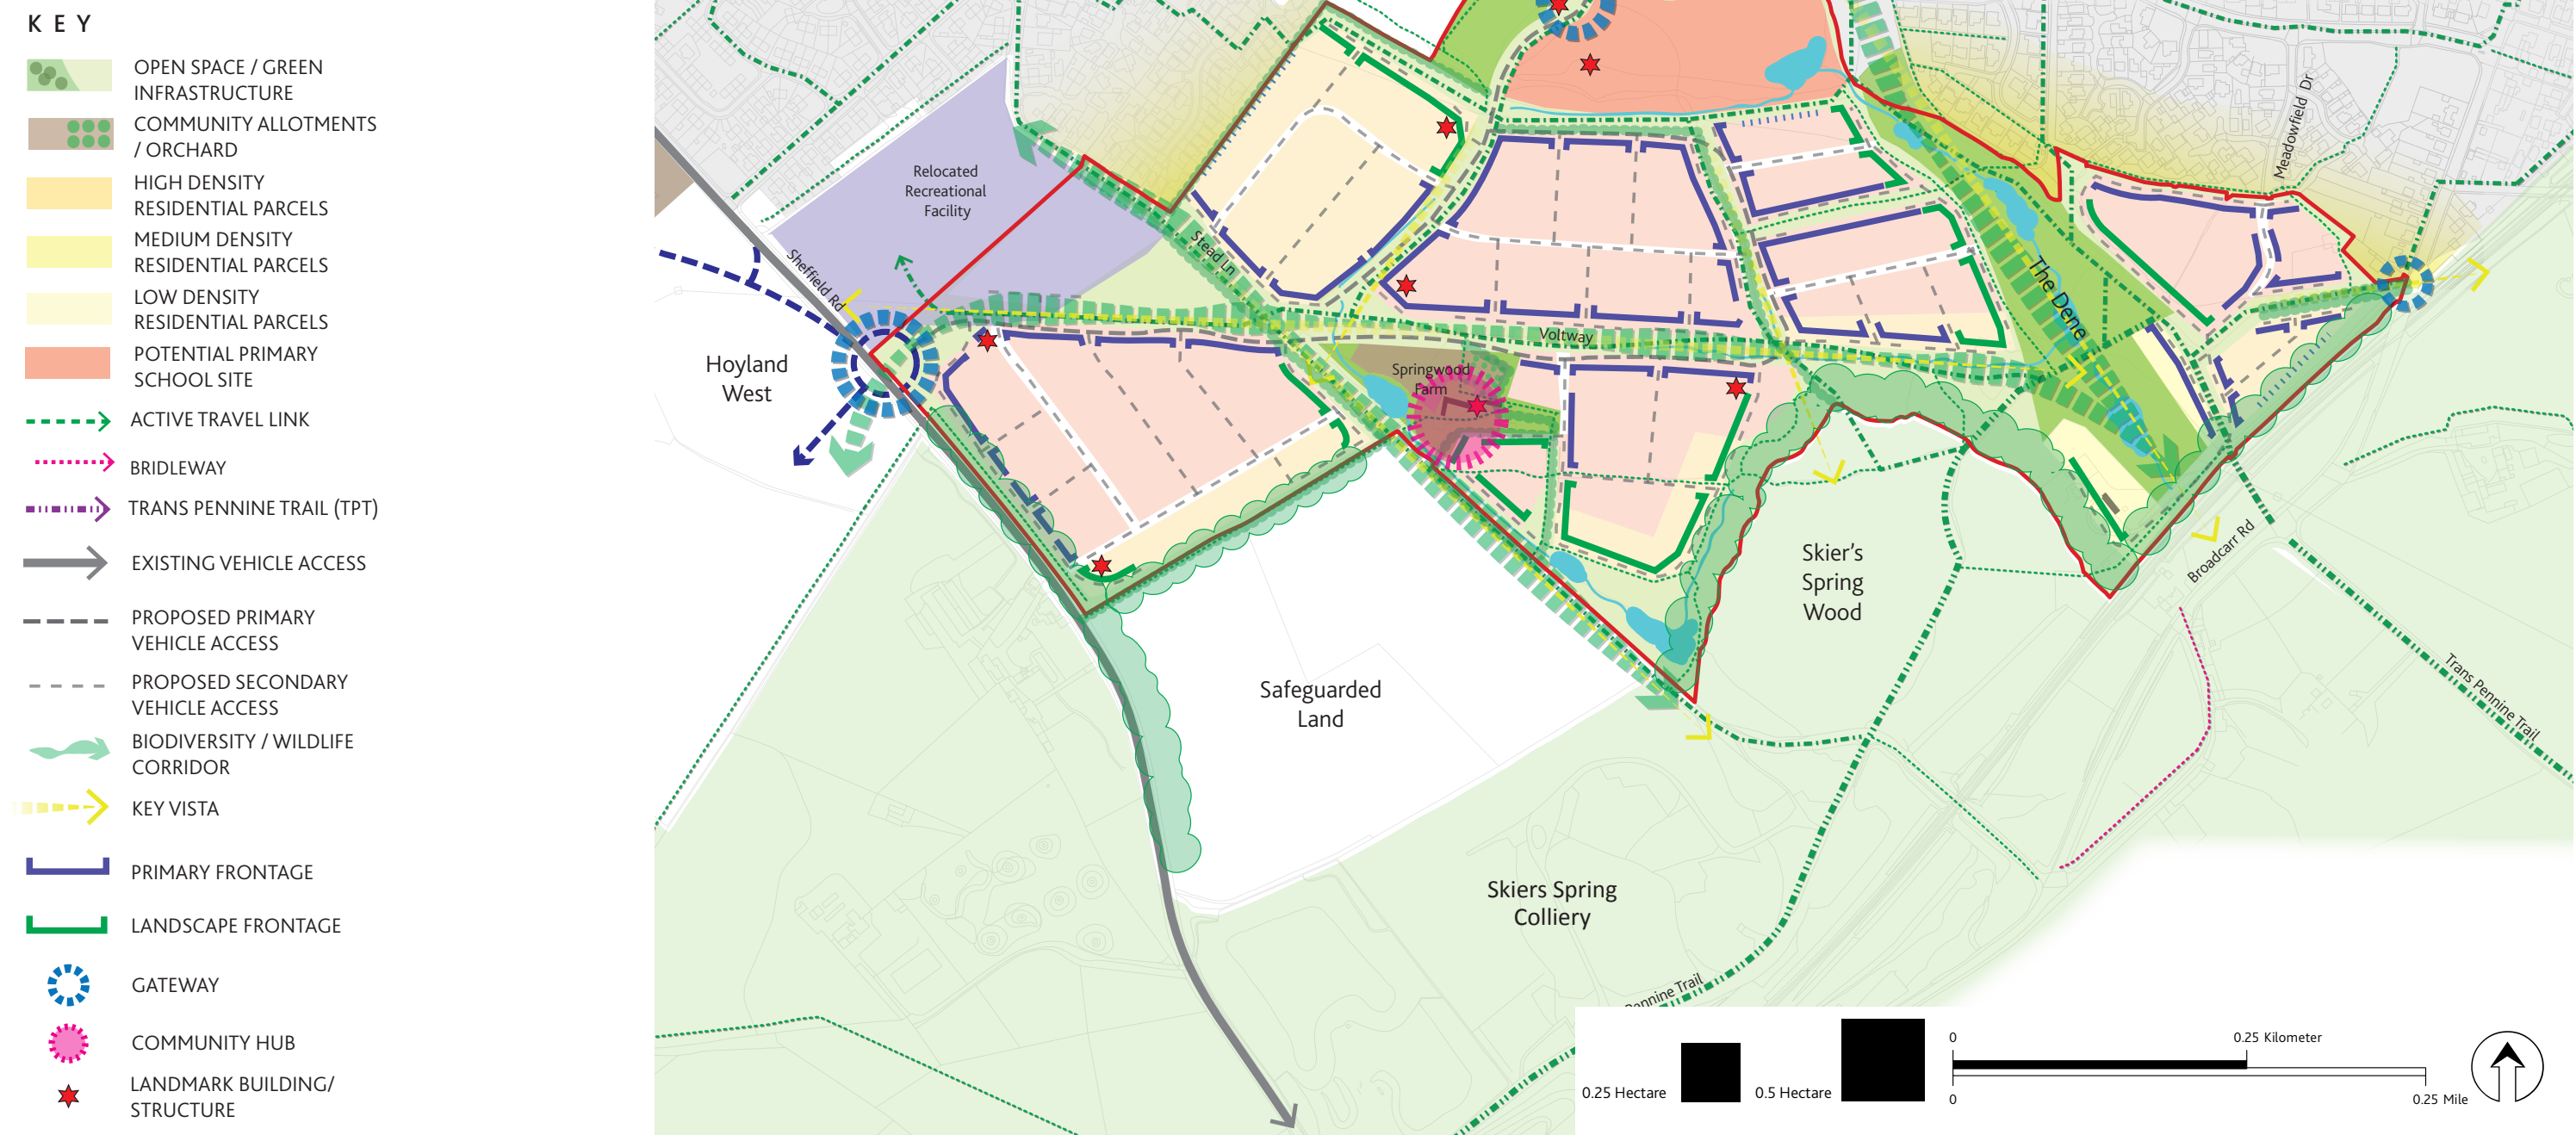 KEY
OPEN SPACE / GREEN
INFRASTRUCTURE
COMMUNITY ALLOTMENTS
/ ORCHARD
HIGH DENSITY
RESIDENTIAL PARCELS
MEDIUM DENSITY
RESIDENTIAL PARCELS
LOW DENSITY
RESIDENTIAL PARCELS
POTENTIAL PRIMARY
SCHOOL SITE
ACTIVE TRAVEL LINK
BRIDLEWAY
TRANS PENNINE TRAIL (TPT)
EXISTING VEHICLE ACCESS
PROPOSED PRIMARY
VEHICLE ACCESS
PROPOSED SECONDARY
VEHICLE ACCESS
BIODIVERSITY / WILDLIFE
CORRIDOR
KEY VISTA
PRIMARY FRONTAGE
LANDSCAPE FRONTAGE
GATEWAY
COMMUNITY HUB
LANDMARK BUILDING/
STRUCTURE
Relocated
Recreational
Facility
Meadowfield Dr
Stead Ln
Sheffield Rd
The Dene
Voltway
Hoyland
West
Springwood
Farm
Skier's
Spring
Wood
Broadcarr Rd
Safeguarded
Land
Trans Pennine Trail
Skiers Spring
Colliery
Pennine Trail
0.25 Hectare
0.5 Hectare
0
0.25 Kilometer
0
0.25 Mile